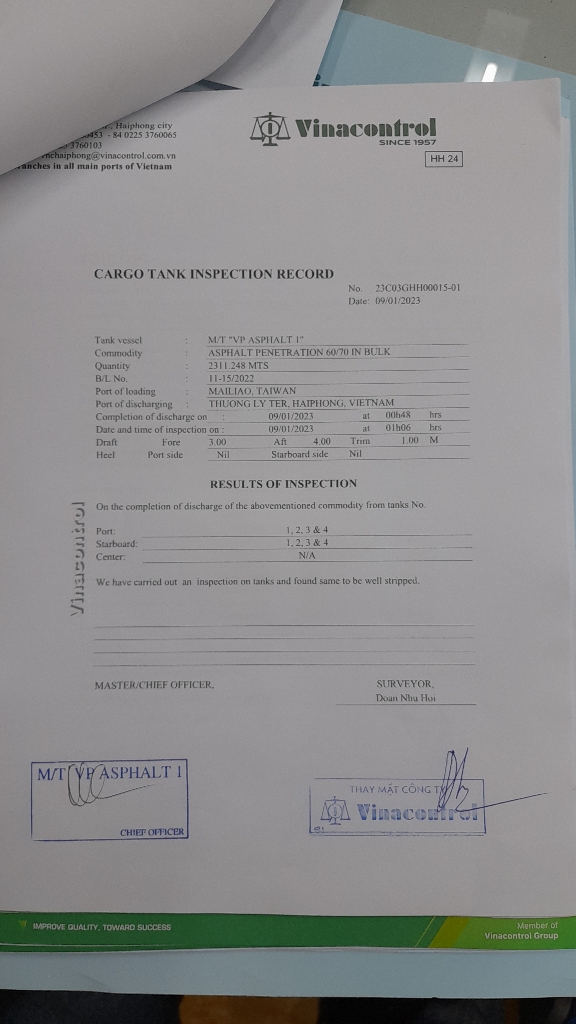 Haiphong city
- 84 0225 3760065
3760103
vnchaiphong@vinacontrol.com.vn
in all main ports of Vietnam
Vinacontrol
SINCE 1957
HH 24
CARGO TANK INSPECTION RECORD
No. 23C03GHH00015-01
Date: 09/01/2023
Tank vessel : M/T "VP ASPHALT 1"
Commodity : ASPHALT PENETRATION 60/70 IN BULK
Quantity : 2311.248 MTS
B/L No. : 11-15/2022
Port of loading : MAILIAO, TAIWAN
Port of discharging : THUONG LY TER, HAIPHONG, VIETNAM
Completion of discharge on : 09/01/2023 at 00h48 hrs
Date and time of inspection on : 09/01/2023 at 01h06 hrs
Draft Fore 3.00 Aft 4.00 Trim 1.00 M
Heel Port side Nil Starboard side Nil
RESULTS OF INSPECTION
On the completion of discharge of the abovementioned commodity from tanks No.
Port: 1, 2, 3 & 4
Starboard: 1, 2, 3 & 4
Center: N/A
Vinacontrol
We have carried out an inspection on tanks and found same to be well stripped.
MASTER/CHIEF OFFICER,
SURVEYOR,
Doan Nhu Hoi
M/T VP ASPHALT 1
CHIEF OFFICER
THAY MẶT CÔNG TY
Vinacontrol
IMPROVE QUALITY, TOWARD SUCCESS
Member of
Vinacontrol Group